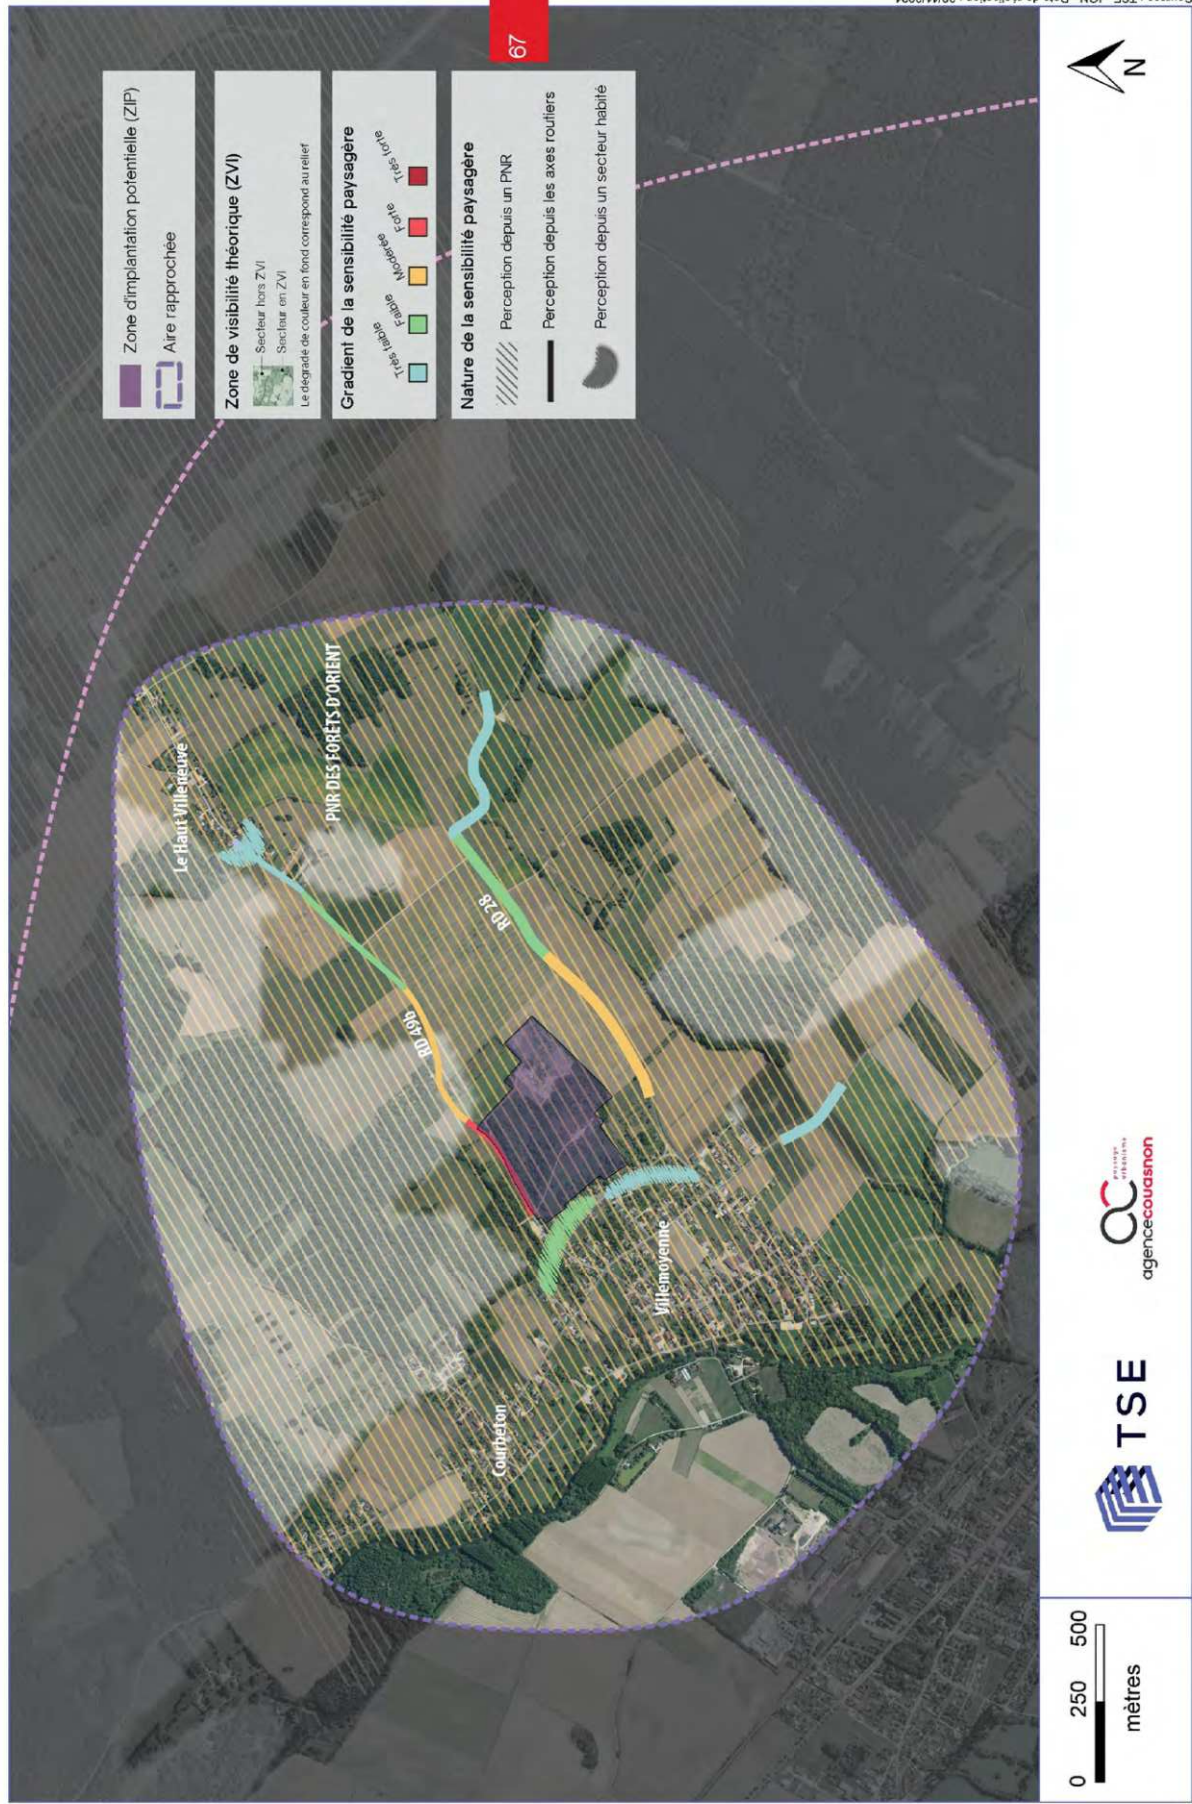 67
Zone d'implantation potentielle (ZIP)
Aire rapprochée
Zone de visibilité théorique (ZVI)
Secteur hors ZVI
Secteur en ZVI
Le dégradé de couleur en fond correspond au relief
Gradient de la sensibilité paysagère
Très faible
Faible
Modérée
Forte
Très forte
Nature de la sensibilité paysagère
Perception depuis un PNR
Perception depuis les axes routiers
Perception depuis un secteur habité
Le Haut Villeneuve
PNR DES FORÊTS D'ORIENT
RD 49b
RD 28
Courbeton
Villemoyenne
0 250 500
mètres
TSE
paysage
urbanisme
agencecouasnon
N